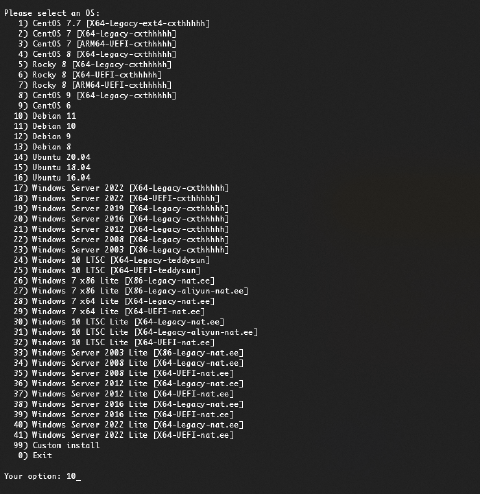 Please select an OS:
1) CentOS 7.7 [X64-Legacy-ext4-cxthhhhh]
2) CentOS 7 [X64-Legacy-cxthhhhh]
3) CentOS 7 [ARM64-UEFI-cxthhhhh]
4) CentOS 8 [X64-Legacy-cxthhhhh]
5) Rocky 8 [X64-Legacy-cxthhhhh]
6) Rocky 8 [X64-UEFI-cxthhhhh]
7) Rocky 8 [ARM64-UEFI-cxthhhhh]
8) CentOS 9 [X64-Legacy-cxthhhhh]
9) CentOS 6
10) Debian 11
11) Debian 10
12) Debian 9
13) Debian 8
14) Ubuntu 20.04
15) Ubuntu 18.04
16) Ubuntu 16.04
17) Windows Server 2022 [X64-Legacy-cxthhhhh]
18) Windows Server 2022 [X64-UEFI-cxthhhhh]
19) Windows Server 2019 [X64-Legacy-cxthhhhh]
20) Windows Server 2016 [X64-Legacy-cxthhhhh]
21) Windows Server 2012 [X64-Legacy-cxthhhhh]
22) Windows Server 2008 [X64-Legacy-cxthhhhh]
23) Windows Server 2003 [X86-Legacy-cxthhhhh]
24) Windows 10 LTSC [X64-Legacy-teddysun]
25) Windows 10 LTSC [X64-UEFI-teddysun]
26) Windows 7 x86 Lite [X86-Legacy-nat.ee]
27) Windows 7 x86 Lite [X86-Legacy-aliyun-nat.ee]
28) Windows 7 x64 Lite [X64-Legacy-nat.ee]
29) Windows 7 x64 Lite [X64-UEFI-nat.ee]
30) Windows 10 LTSC Lite [X64-Legacy-nat.ee]
31) Windows 10 LTSC Lite [X64-Legacy-aliyun-nat.ee]
32) Windows 10 LTSC Lite [X64-UEFI-nat.ee]
33) Windows Server 2003 Lite [X86-Legacy-nat.ee]
34) Windows Server 2008 Lite [X64-Legacy-nat.ee]
35) Windows Server 2008 Lite [X64-UEFI-nat.ee]
36) Windows Server 2012 Lite [X64-Legacy-nat.ee]
37) Windows Server 2012 Lite [X64-UEFI-nat.ee]
38) Windows Server 2016 Lite [X64-Legacy-nat.ee]
39) Windows Server 2016 Lite [X64-UEFI-nat.ee]
40) Windows Server 2022 Lite [X64-Legacy-nat.ee]
41) Windows Server 2022 Lite [X64-UEFI-nat.ee]
99) Custom install
0) Exit
Your option: 10_